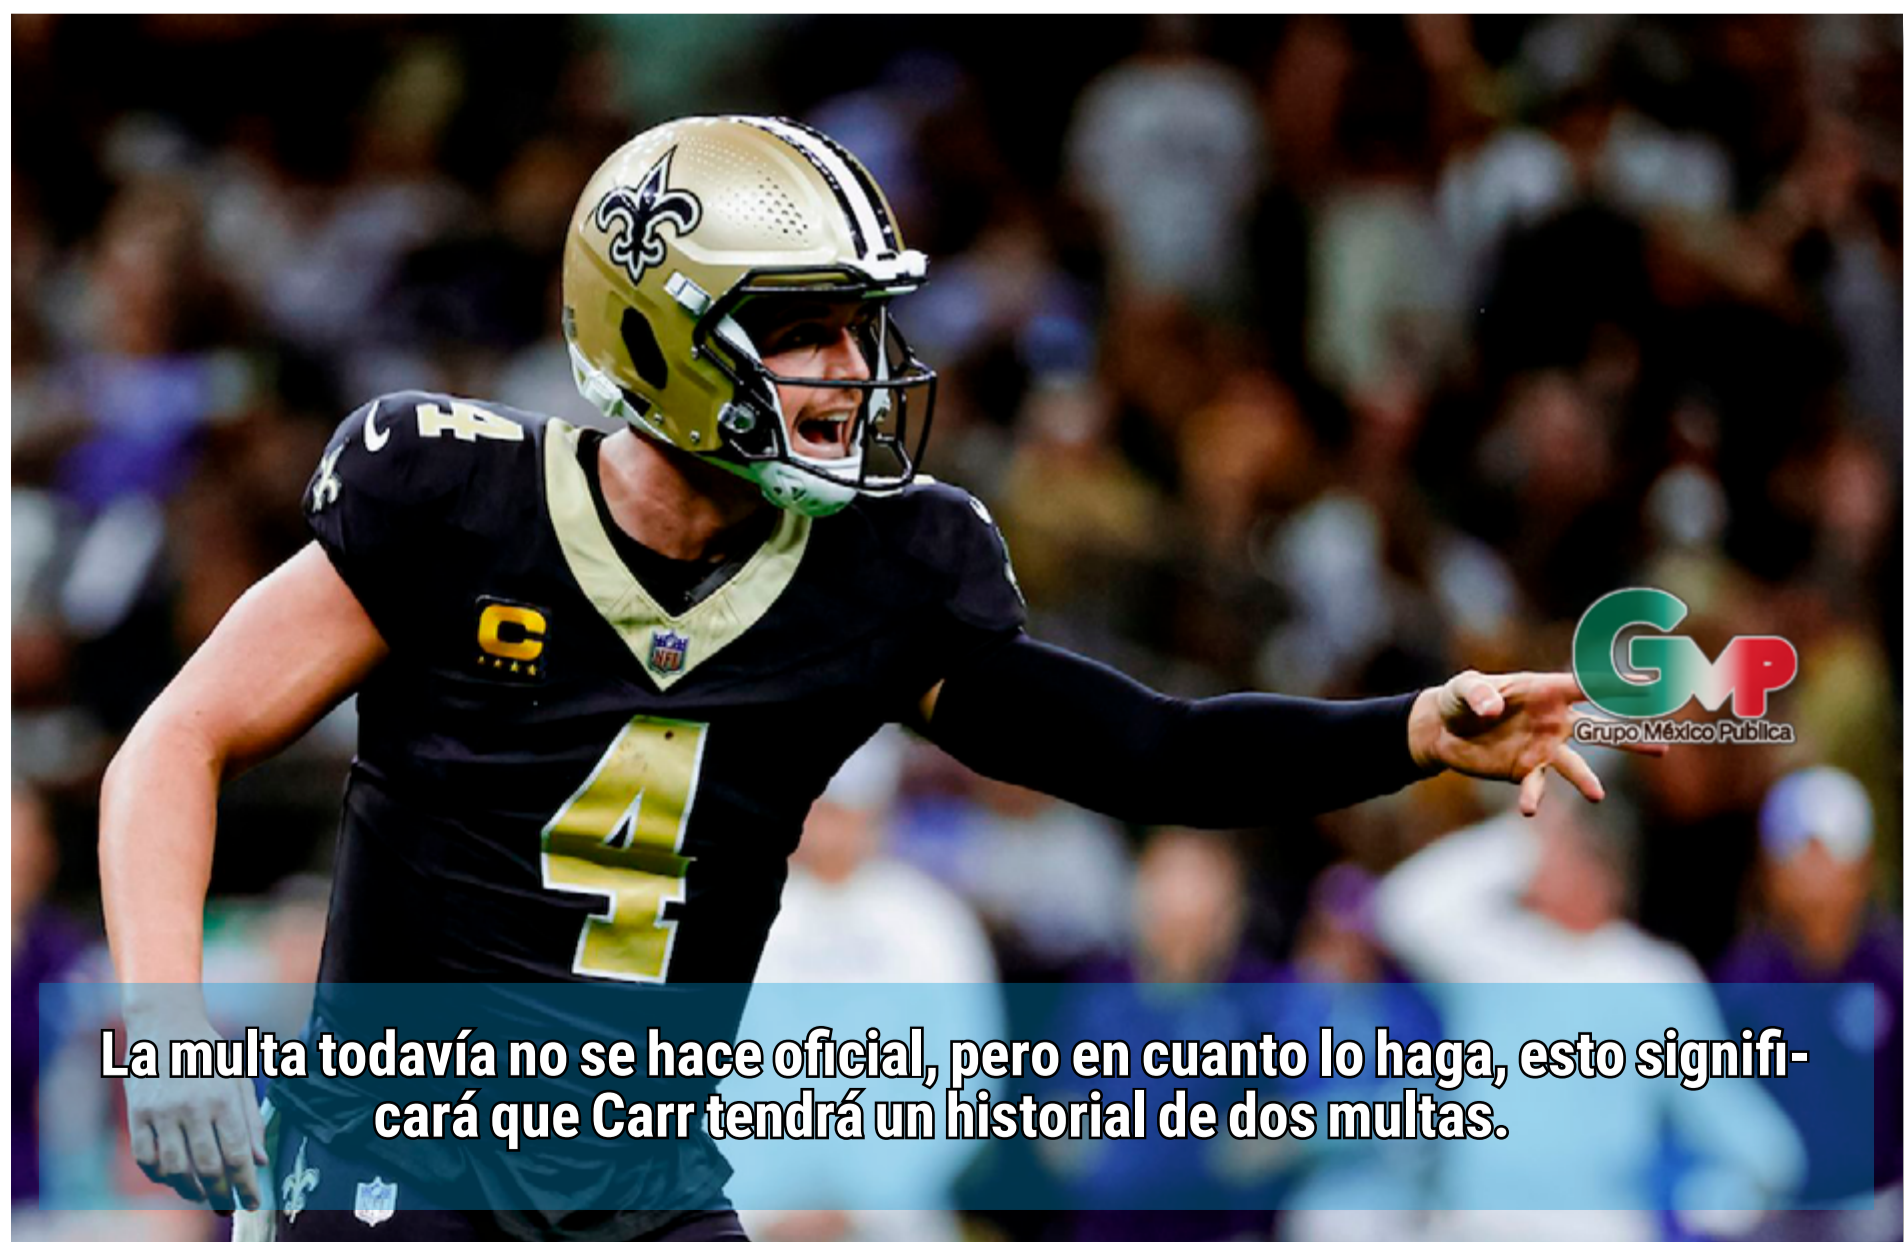 4
C
NFL
4
GMP
Grupo México Publica
La multa todavía no se hace oficial, pero en cuanto lo haga, esto signifi-
cará que Carr tendrá un historial de dos multas.